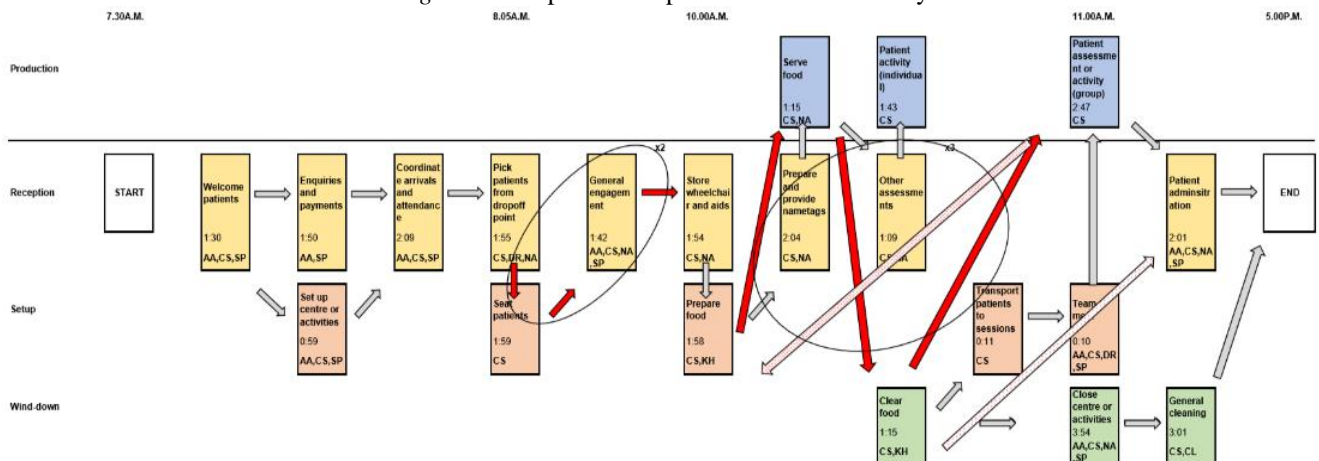 7.30A.M.
8.05A.M.
10.00A.M.
11.00A.M.
5.00P.M.
Production
Serve
food
1:15
CS,NA
Patient
activity
(individua
l)
1:43
CS
Patient
assessme
nt or
activity
(group)
2:47
CS
Reception
START
Welcome
patients
1:30
AA,CS,SP
Enquiries
and
payments
1:50
AA,SP
Coordinat
e arrivals
and
attendanc
e
2:09
AA,CS,SP
Pick
patients
from
dropoff
point
1:55
CS,DR,NA
General
engagem
ent
1:42
AA,CS,NA
,SP
x2
Store
wheelchai
r and aids
1:54
CS,NA
Prepare
and
provide
nametags
2:04
CS,NA
Other
assessme
nts
1:09
CS,NA
x3
Patient
adminsitr
ation
2:01
AA,CS,NA
,SP
END
Setup
Set up
centre or
activities
0:59
AA,CS,SP
Seat
patients
1:59
CS
Prepare
food
1:58
CS,KH
Transport
patients
to
sessions
0:11
CS
Team
0:10
AA,CS,DR
,SP
Wind-down
Clear
food
1:15
CS,KH
Close
centre or
activities
3:54
AA,CS,NA
,SP
General
cleaning
3:01
CS,CL